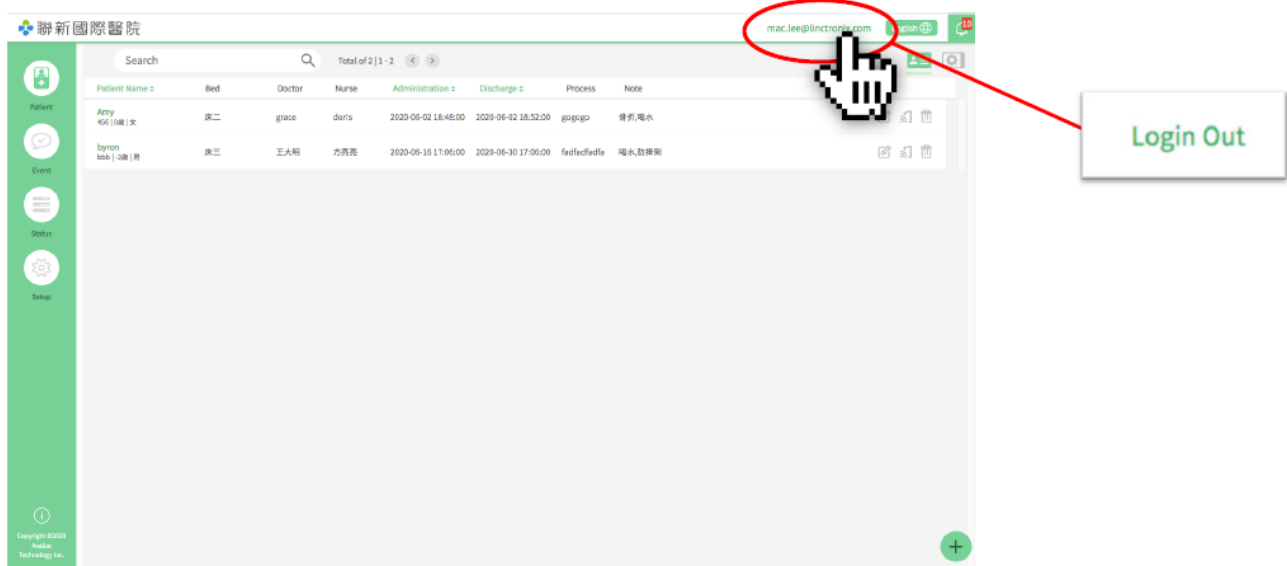 聯新國際醫院
mac.lee@linctronix.com
English
10
Search
Total of 2 | 1 - 2
Patient Name
Bed
Doctor
Nurse
Administration
Discharge
Process
Note
Amy
456 | 0歲 | 女
床二
grace
doris
2020-06-02 18:48:00
2020-06-02 18:52:00
gogogo
骨折,喝水
byron
bbb | -3歲 | 男
床三
王大明
方亮亮
2020-06-16 17:06:00
2020-06-30 17:06:00
fadfacfadfa
喝水,防摔倒
Patient
Event
Status
Setup
Copyright ©2020
Technology Inc.
Login Out